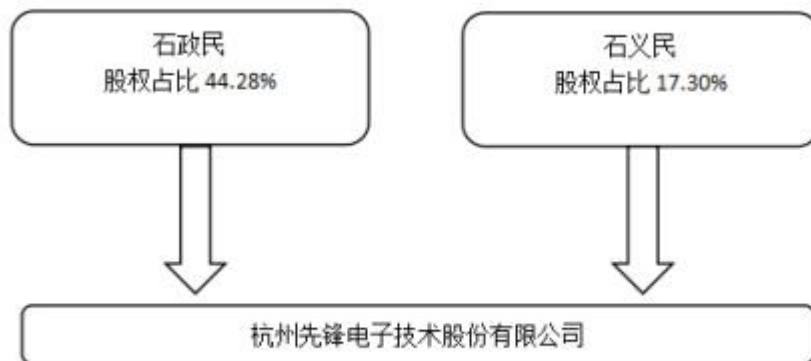 石政民
股权占比 44.28%
石义民
股权占比 17.30%
杭州先锋电子技术股份有限公司